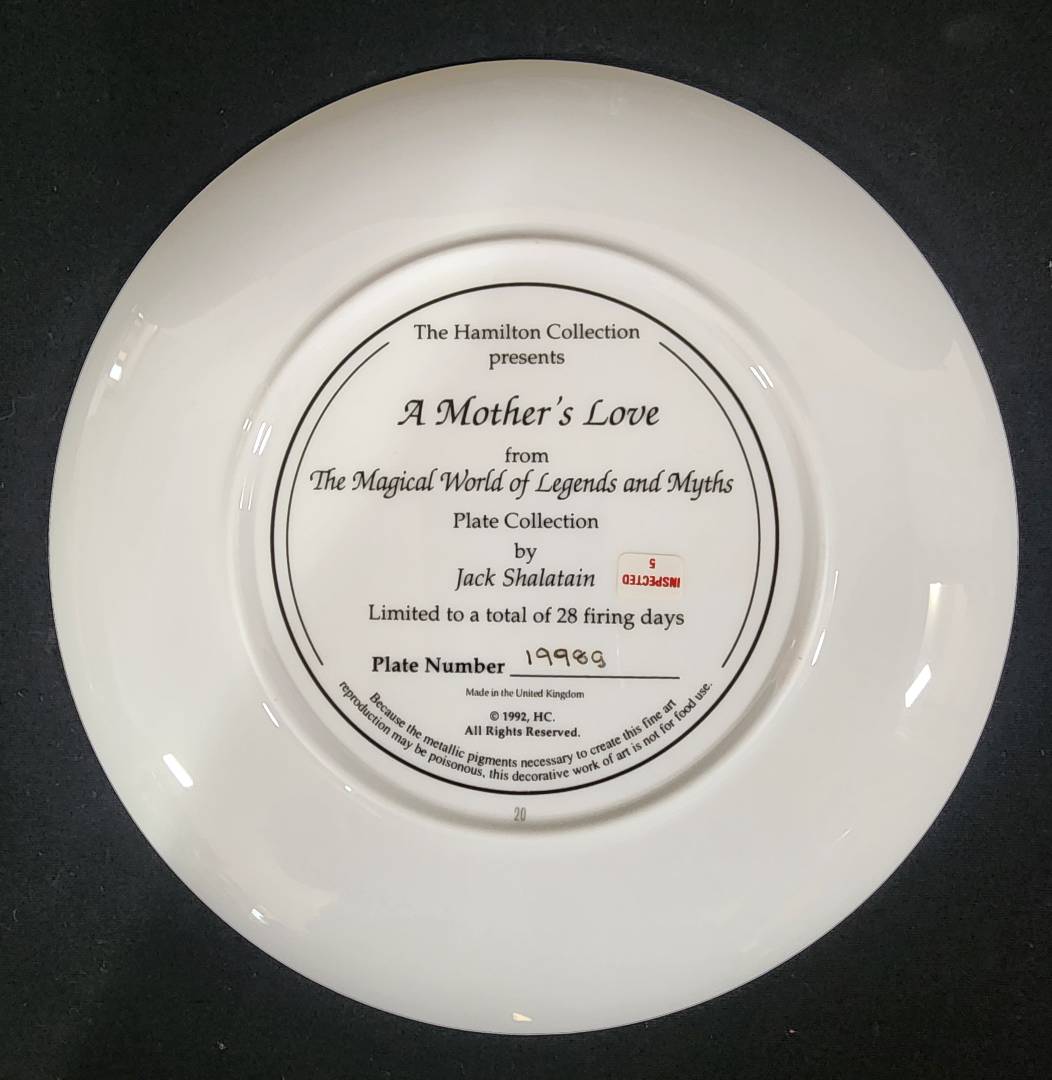 The Hamilton Collection
presents
A Mother's Love
from
The Magical World of Legends and Myths
Plate Collection
by
Jack Shalatain
INSPECTED
5
Limited to a total of 28 firing days
Plate Number 19989
Made in the United Kingdom
© 1992, HC.
All Rights Reserved.
Because the metallic pigments necessary to create this fine art
reproduction may be poisonous, this decorative work of art is not for food use.
20